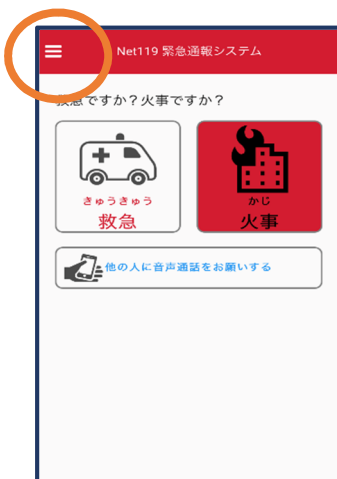 Net119 緊急通報システム
救急ですか？火事ですか？
きゅうきゅう
救急
かじ
火事
他の人に音声通話をお願いする